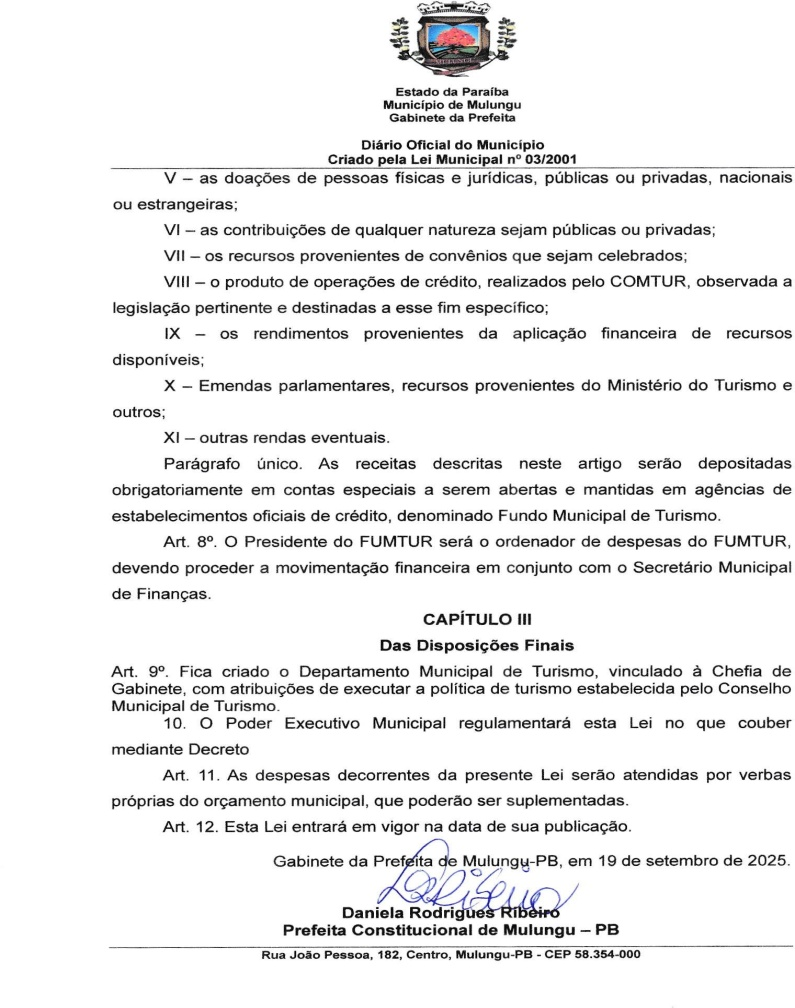 Estado da Paraíba
Município de Mulungu
Gabinete da Prefeita
Diário Oficial do Município
Criado pela Lei Municipal nº 03/2001
V – as doações de pessoas físicas e jurídicas, públicas ou privadas, nacionais
ou estrangeiras;
VI – as contribuições de qualquer natureza sejam públicas ou privadas;
VII – os recursos provenientes de convênios que sejam celebrados;
VIII – o produto de operações de crédito, realizados pelo COMTUR, observada a
legislação pertinente e destinadas a esse fim específico;
IX – os rendimentos provenientes da aplicação financeira de recursos
disponíveis;
X – Emendas parlamentares, recursos provenientes do Ministério do Turismo e
outros;
XI – outras rendas eventuais.
Parágrafo único. As receitas descritas neste artigo serão depositadas
obrigatoriamente em contas especiais a serem abertas e mantidas em agências de
estabelecimentos oficiais de crédito, denominado Fundo Municipal de Turismo.
Art. 8º. O Presidente do FUMTUR será o ordenador de despesas do FUMTUR,
devendo proceder a movimentação financeira em conjunto com o Secretário Municipal
de Finanças.
CAPÍTULO III
Das Disposições Finais
Art. 9º. Fica criado o Departamento Municipal de Turismo, vinculado à Chefia de
Gabinete, com atribuições de executar a política de turismo estabelecida pelo Conselho
Municipal de Turismo.
10. O Poder Executivo Municipal regulamentará esta Lei no que couber
mediante Decreto
Art. 11. As despesas decorrentes da presente Lei serão atendidas por verbas
próprias do orçamento municipal, que poderão ser suplementadas.
Art. 12. Esta Lei entrará em vigor na data de sua publicação.
Gabinete da Prefeita de Mulungu-PB, em 19 de setembro de 2025.
Daniela Rodrigues Ribeiro
Prefeita Constitucional de Mulungu – PB
Rua João Pessoa, 182, Centro, Mulungu-PB - CEP 58.354-000